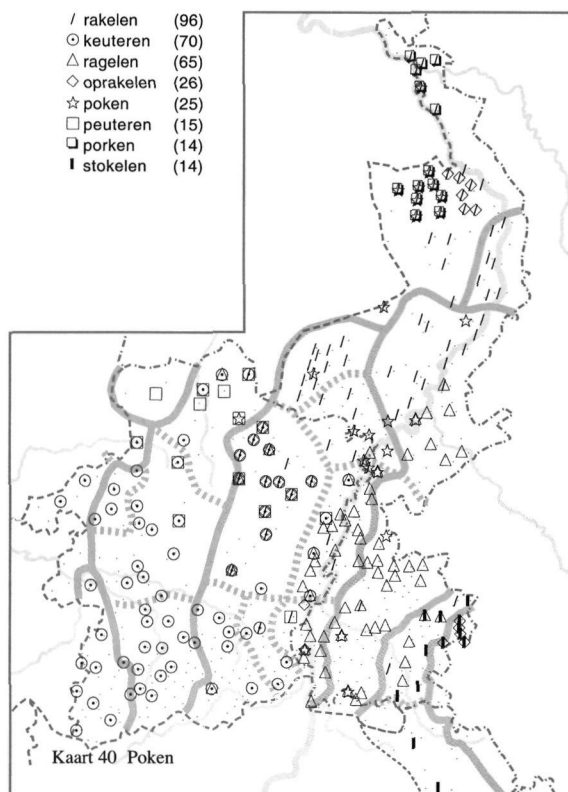 / rakelen (96)
⊙ keuteren (70)
△ ragelen (65)
◇ oprakelen (26)
☆ poken (25)
□ peuteren (15)
❏ porken (14)
▮ stokelen (14)
Kaart 40 Poken